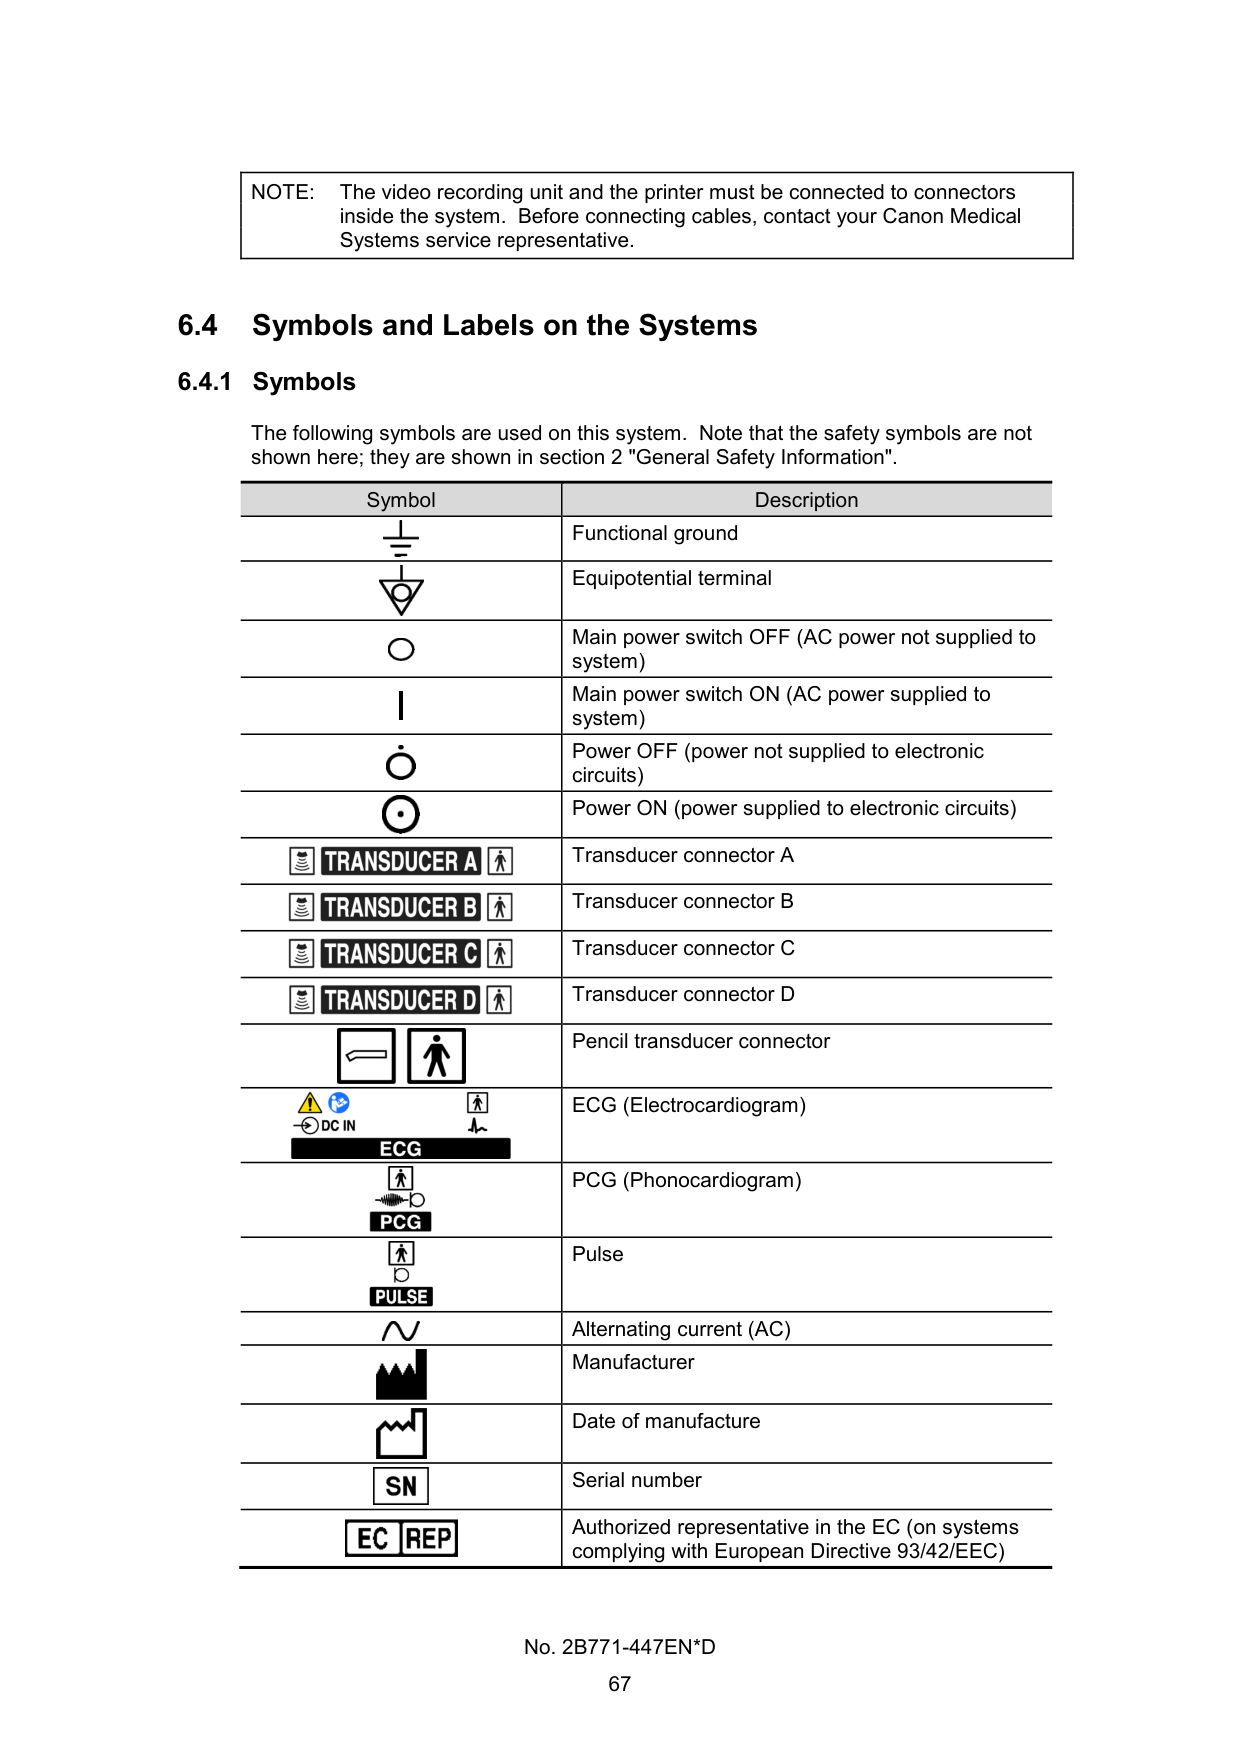 NOTE: The video recording unit and the printer must be connected to connectors
inside the system.  Before connecting cables, contact your Canon Medical
Systems service representative.
6.4 Symbols and Labels on the Systems
6.4.1 Symbols
The following symbols are used on this system.  Note that the safety symbols are not
shown here; they are shown in section 2 "General Safety Information".
Symbol Description
Functional ground
Equipotential terminal
Main power switch OFF (AC power not supplied to
system)
Main power switch ON (AC power supplied to
system)
Power OFF (power not supplied to electronic
circuits)
Power ON (power supplied to electronic circuits)
TRANSDUCER A Transducer connector A
TRANSDUCER B Transducer connector B
TRANSDUCER C Transducer connector C
TRANSDUCER D Transducer connector D
Pencil transducer connector
ECG (Electrocardiogram)
DC IN
ECG
PCG (Phonocardiogram)
PCG
Pulse
PULSE
Alternating current (AC)
Manufacturer
Date of manufacture
SN Serial number
EC REP Authorized representative in the EC (on systems
complying with European Directive 93/42/EEC)
No. 2B771-447EN*D
67